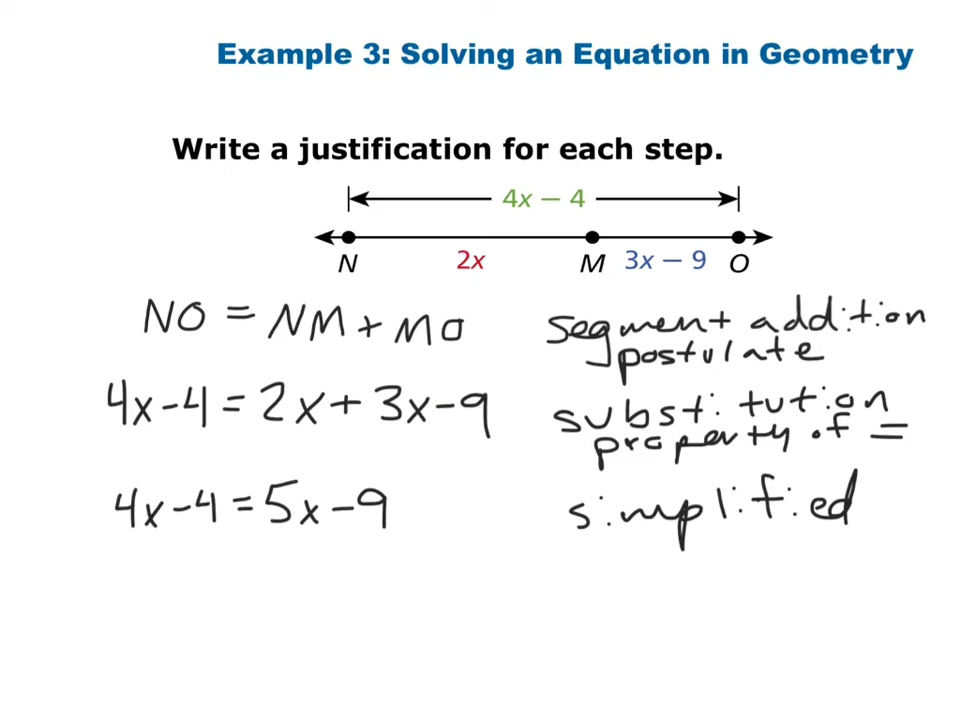 Example 3: Solving an Equation in Geometry
Write a justification for each step.
4x – 4
N 2x M 3x – 9 O
NO = NM + MO segment addition
postulate
4x - 4 = 2x + 3x - 9 substitution
property of =
4x - 4 = 5x - 9 simplified